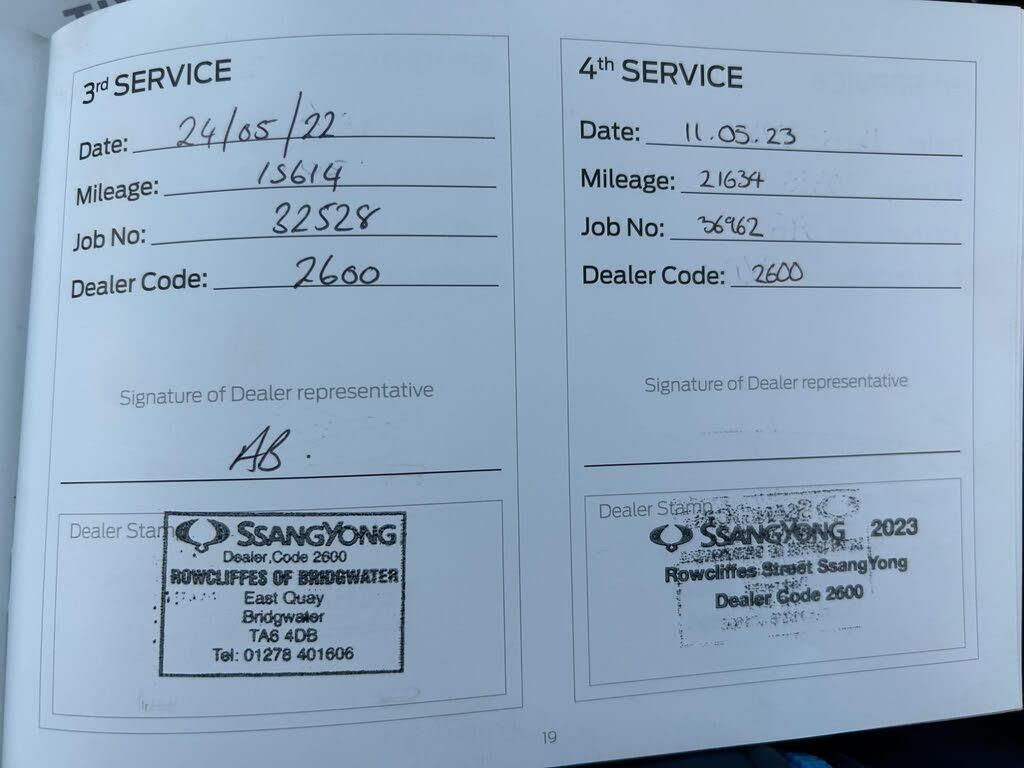 3rd SERVICE
Date: 24/05/22
Mileage: 15614
Job No: 32528
Dealer Code: 2600
Signature of Dealer representative
AB.
Dealer Stam
SSANGYONG
Dealer Code 2600
ROWCLIFFES OF BRIDGWATER
East Quay
Bridgwater
TA6 4DB
Tel: 01278 401606
4th SERVICE
Date: 11.05.23
Mileage: 21634
Job No: 36962
Dealer Code: 2600
Signature of Dealer representative
Dealer Stamp
SSANGYONG 2023
Rowcliffes Street SsangYong
Dealer Code 2600
19